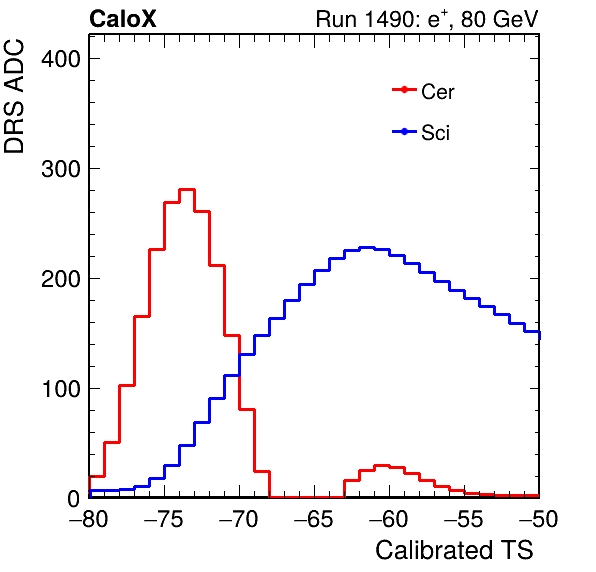 CaloX Run 1490: e⁺, 80 GeV
DRS ADC
400
300
200
100
0
Cer
Sci
−80 −75 −70 −65 −60 −55 −50
Calibrated TS